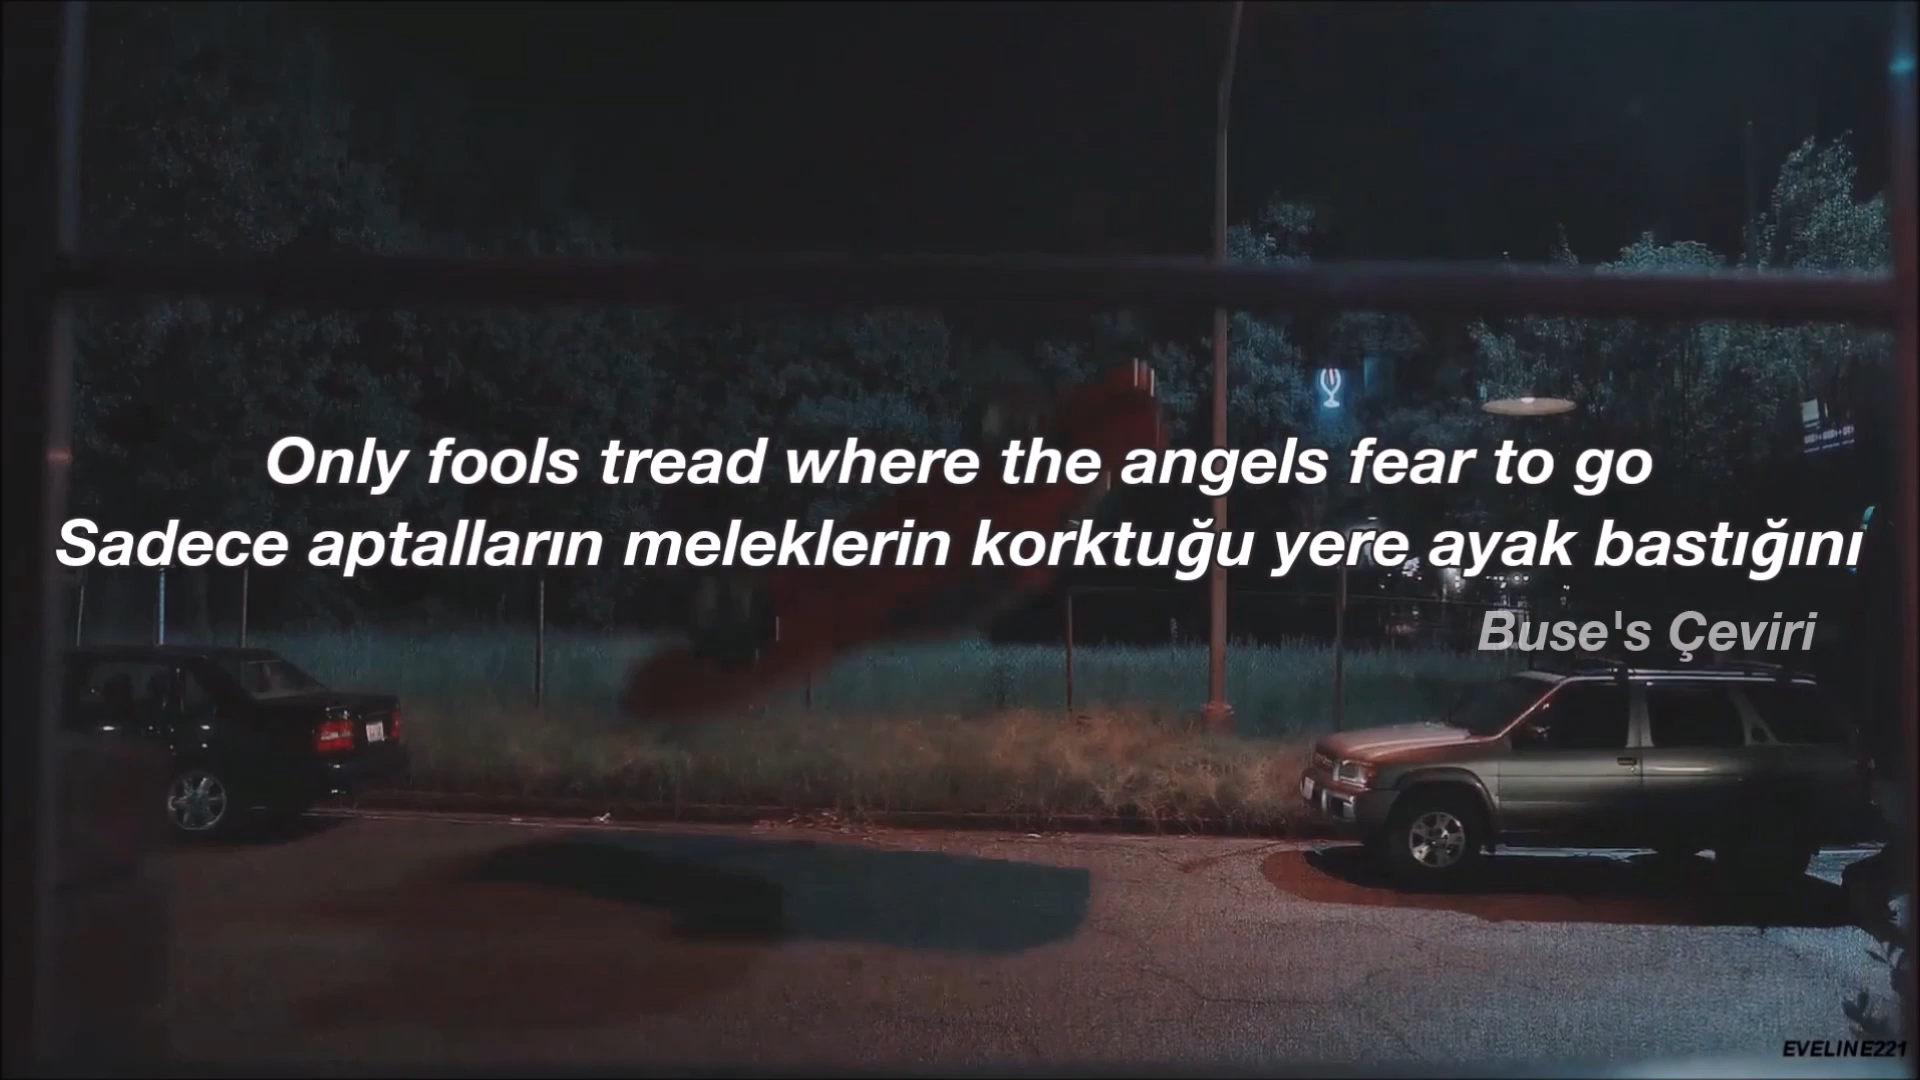 Only fools tread where the angels fear to go
Sadece aptalların meleklerin korktuğu yere ayak bastığını
Buse's Çeviri
EVELINE221